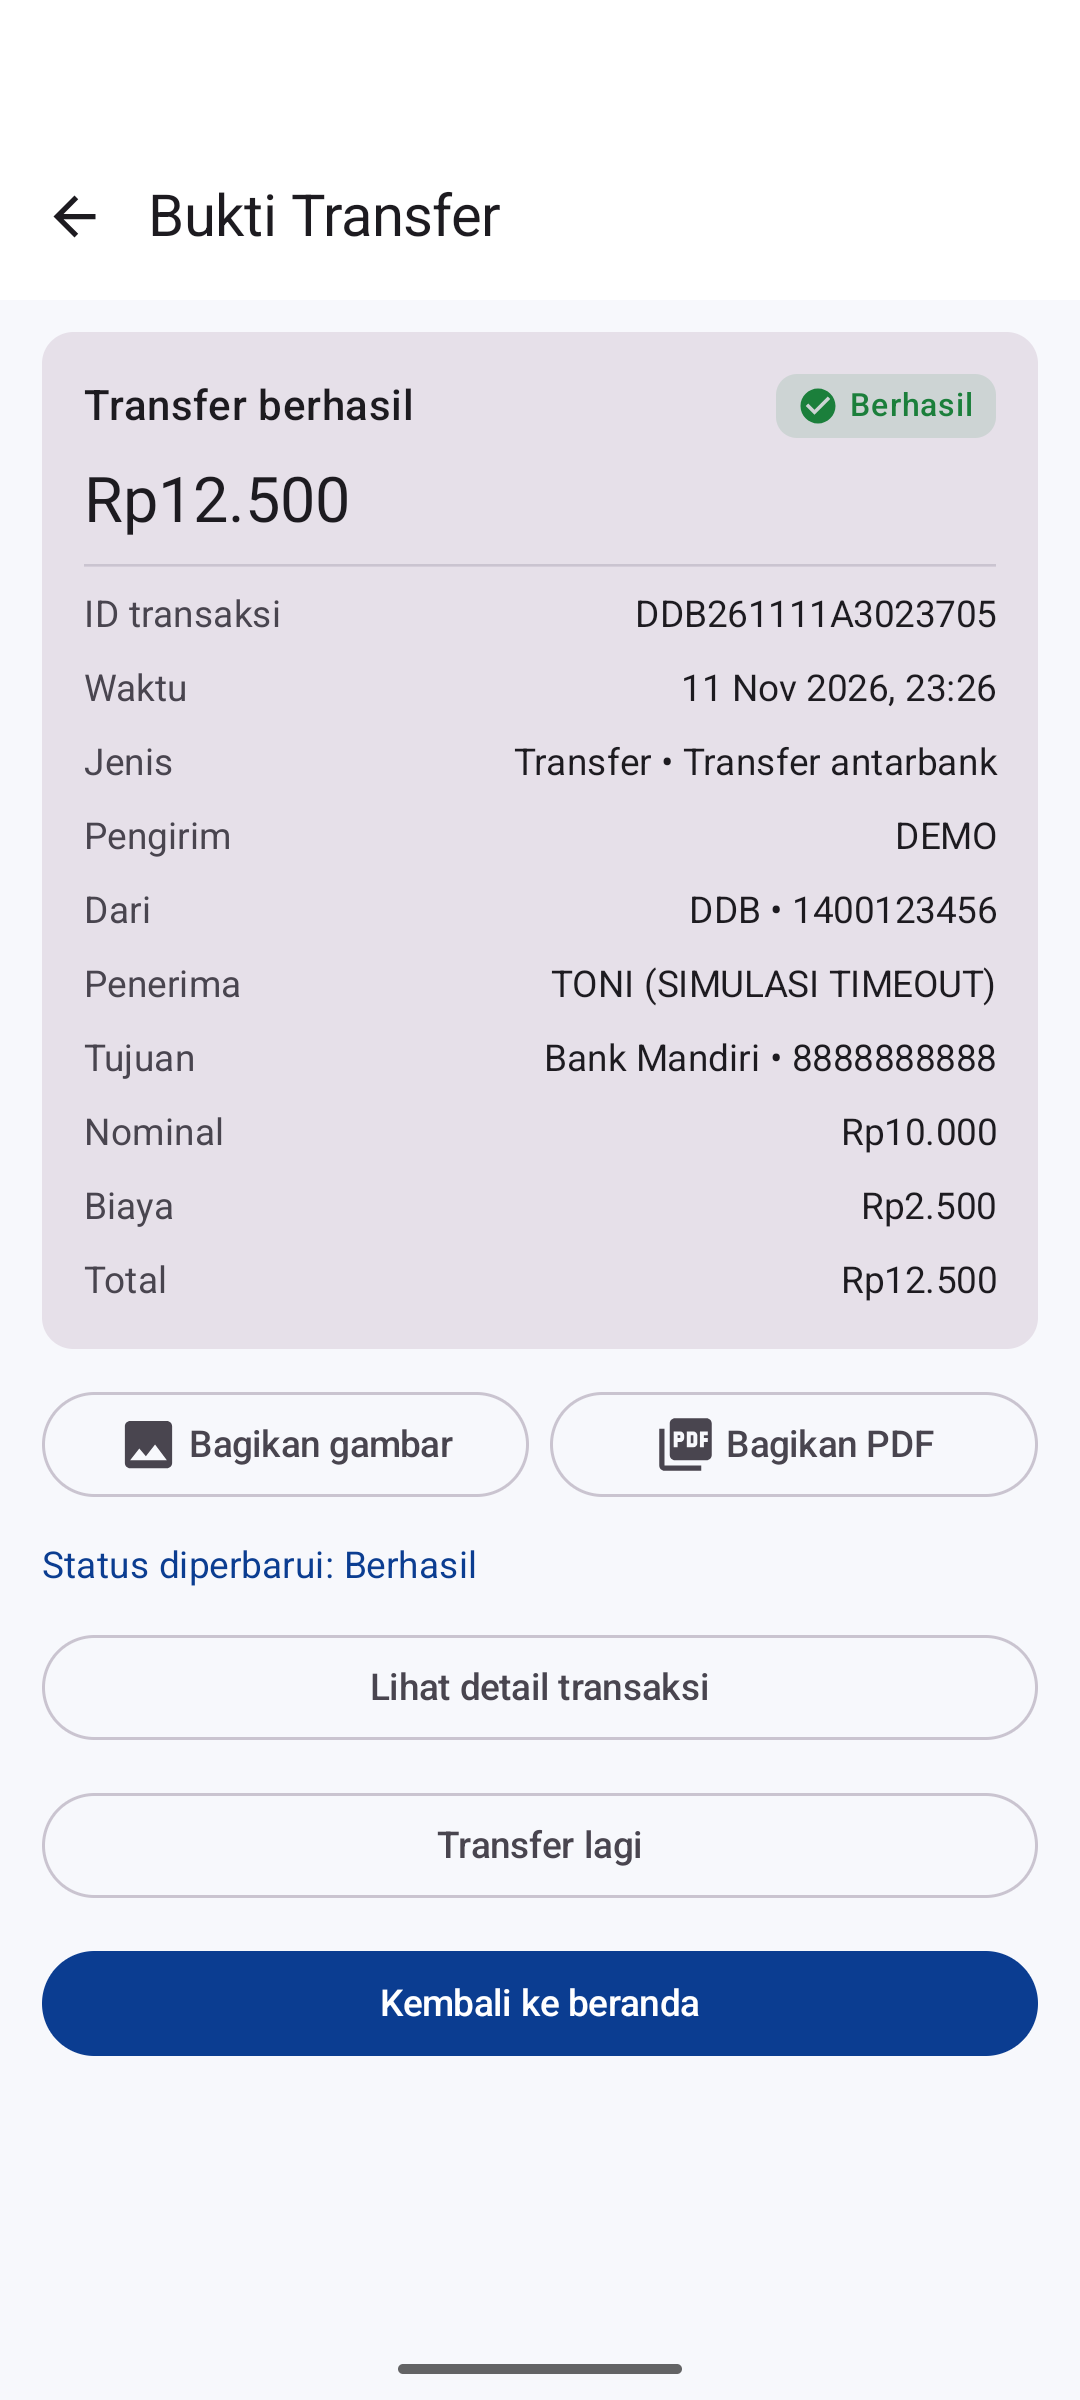 Bukti Transfer
Transfer berhasil
Berhasil
Rp12.500
ID transaksi DDB261111A3023705
Waktu 11 Nov 2026, 23:26
Jenis Transfer • Transfer antarbank
Pengirim DEMO
Dari DDB • 1400123456
Penerima TONI (SIMULASI TIMEOUT)
Tujuan Bank Mandiri • 8888888888
Nominal Rp10.000
Biaya Rp2.500
Total Rp12.500
Bagikan gambar
PDF Bagikan PDF
Status diperbarui: Berhasil
Lihat detail transaksi
Transfer lagi
Kembali ke beranda